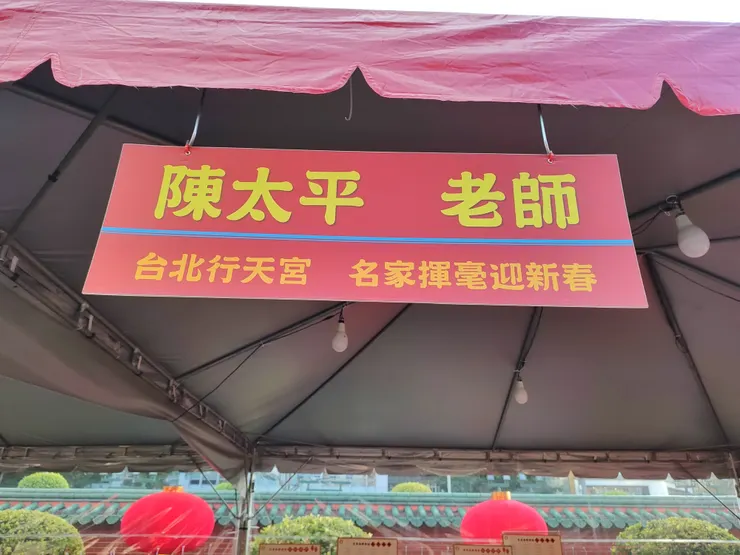 陳太平 老師
台北行天宮 名家揮毫迎新春